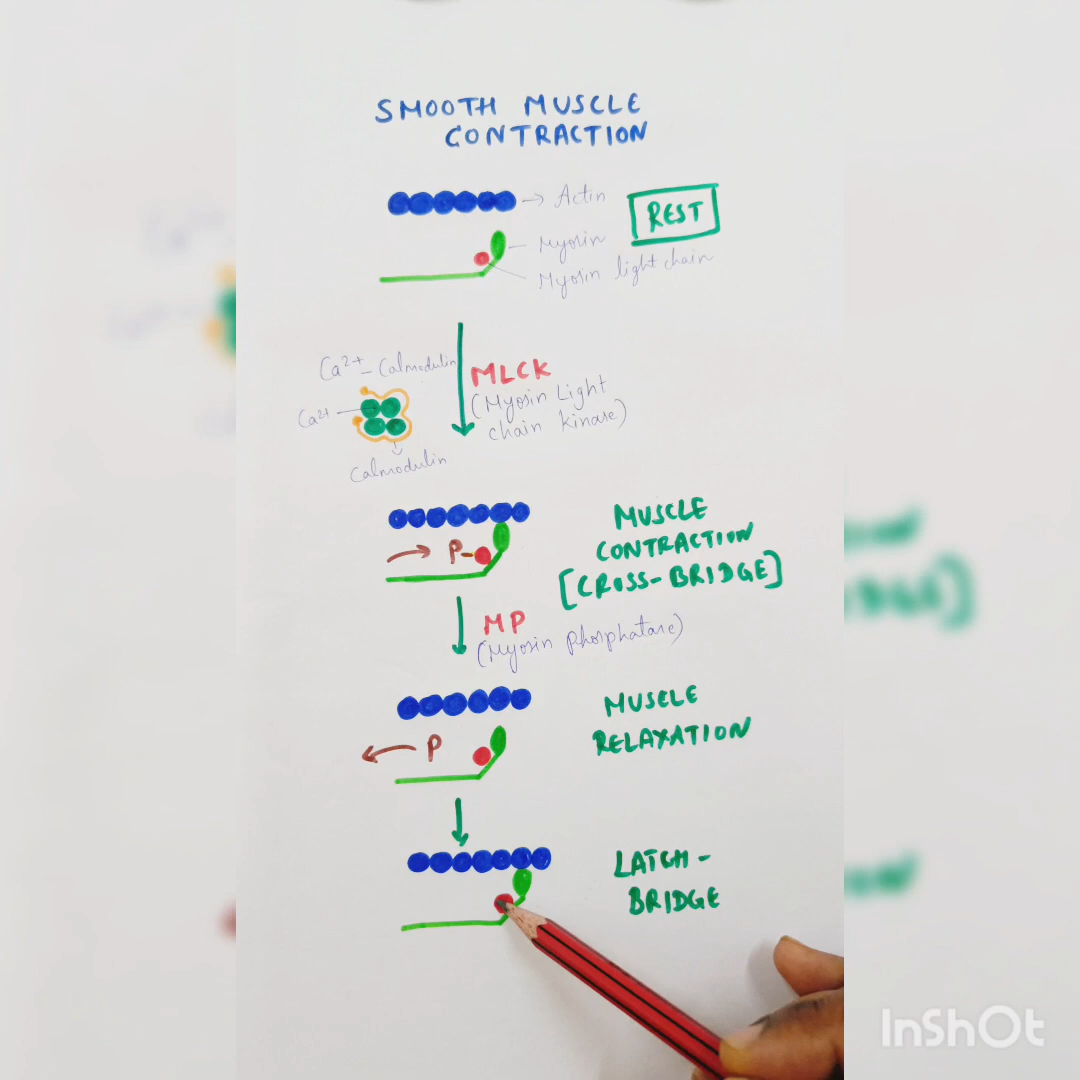 SMOOTH MUSCLE
CONTRACTION
→ Actin
REST
Myosin
Myosin light chain
Ca2+ - Calmodulin
MLCK
(Myosin Light
chain kinase)
Ca2+
Calmodulin
MUSCLE
CONTRACTION
[CROSS-BRIDGE]
P
MP
(Myosin phosphatase)
MUSCLE
RELAXATION
P
LATCH -
BRIDGE
InShOt